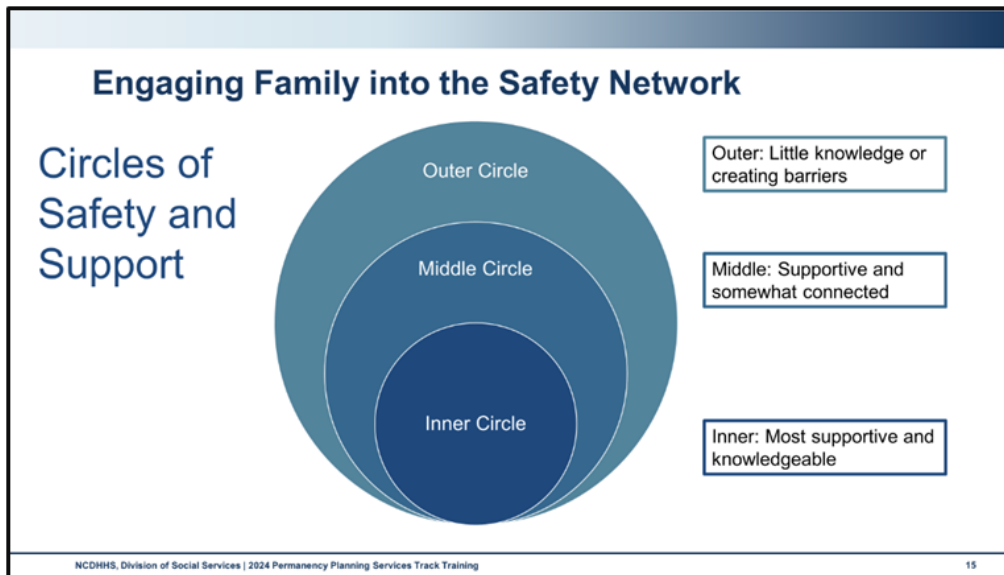 Engaging Family into the Safety Network
Circles of
Safety and
Support
Outer Circle
Middle Circle
Inner Circle
Outer: Little knowledge or
creating barriers
Middle: Supportive and
somewhat connected
Inner: Most supportive and
knowledgeable
NCDHHS, Division of Social Services | 2024 Permanency Planning Services Track Training
15